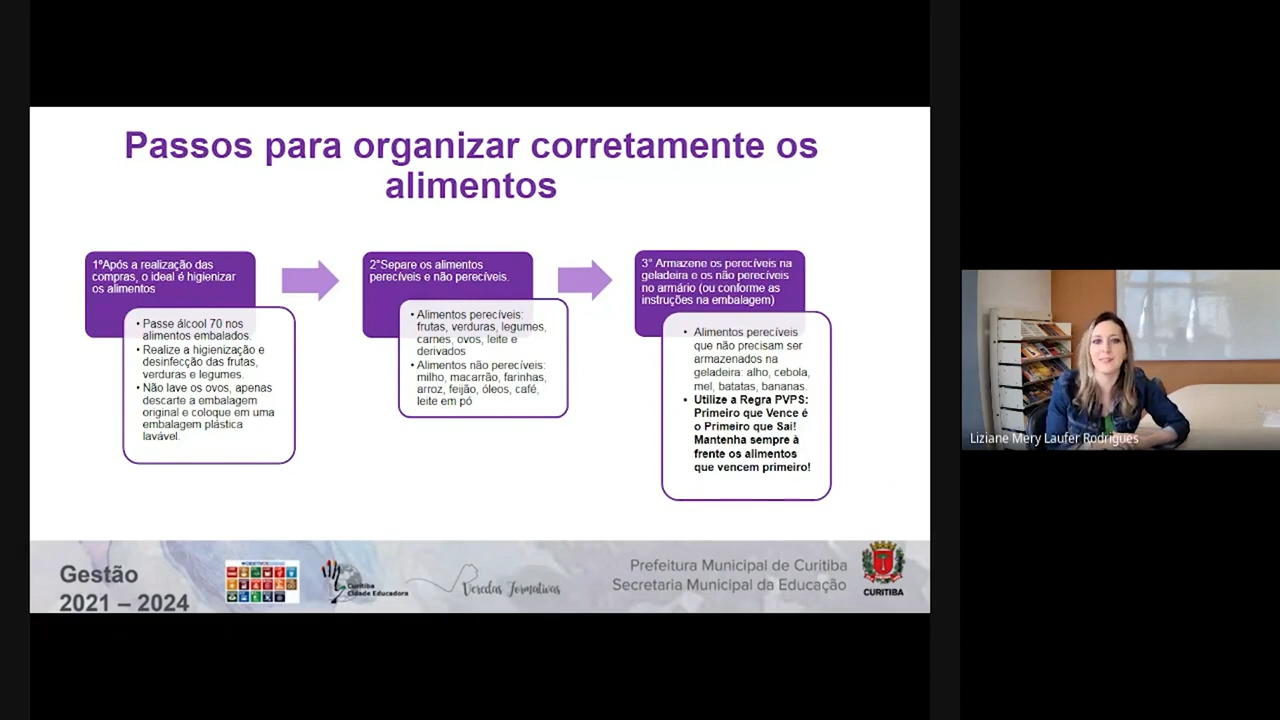 Passos para organizar corretamente os
alimentos
1ºApós a realização das
compras, o ideal é higienizar
os alimentos
• Passe álcool 70 nos
alimentos embalados.
• Realize a higienização e
desinfecção das frutas,
verduras e legumes.
• Não lave os ovos, apenas
descarte a embalagem
original e coloque em uma
embalagem plástica
lavável.
2°Separe os alimentos
perecíveis e não perecíveis.
• Alimentos perecíveis:
frutas, verduras, legumes,
carnes, ovos, leite e
derivados
• Alimentos não perecíveis:
milho, macarrão, farinhas,
arroz, feijão, óleos, café,
leite em pó
3° Armazene os perecíveis na
geladeira e os não perecíveis
no armário (ou conforme as
instruções na embalagem)
• Alimentos perecíveis
que não precisam ser
armazenados na
geladeira: alho, cebola,
mel, batatas, bananas.
• Utilize a Regra PVPS:
Primeiro que Vence é
o Primeiro que Sai!
Mantenha sempre à
frente os alimentos
que vencem primeiro!
Gestão
2021 – 2024
Curitiba
Cidade Educadora
Veredas Formativas
Prefeitura Municipal de Curitiba
Secretaria Municipal da Educação
CURITIBA
Liziane Mery Laufer Rodrigues